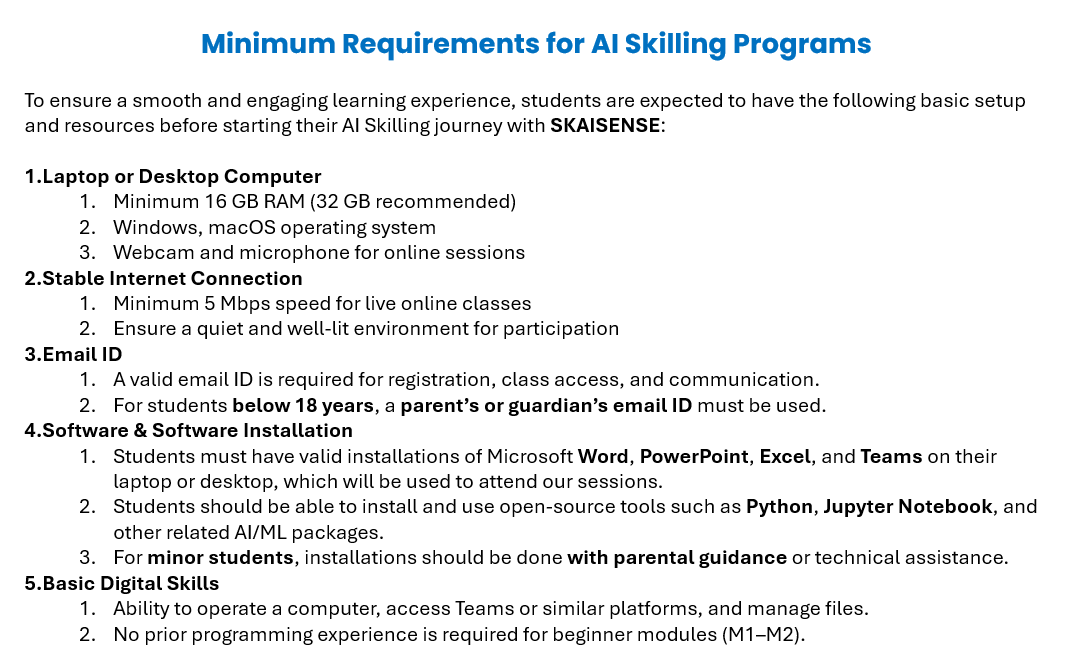 Minimum Requirements for AI Skilling Programs
To ensure a smooth and engaging learning experience, students are expected to have the following basic setup
and resources before starting their AI Skilling journey with SKAISENSE:
1.Laptop or Desktop Computer
1. Minimum 16 GB RAM (32 GB recommended)
2. Windows, macOS operating system
3. Webcam and microphone for online sessions
2.Stable Internet Connection
1. Minimum 5 Mbps speed for live online classes
2. Ensure a quiet and well-lit environment for participation
3.Email ID
1. A valid email ID is required for registration, class access, and communication.
2. For students below 18 years, a parent’s or guardian’s email ID must be used.
4.Software & Software Installation
1. Students must have valid installations of Microsoft Word, PowerPoint, Excel, and Teams on their
laptop or desktop, which will be used to attend our sessions.
2. Students should be able to install and use open-source tools such as Python, Jupyter Notebook, and
other related AI/ML packages.
3. For minor students, installations should be done with parental guidance or technical assistance.
5.Basic Digital Skills
1. Ability to operate a computer, access Teams or similar platforms, and manage files.
2. No prior programming experience is required for beginner modules (M1–M2).